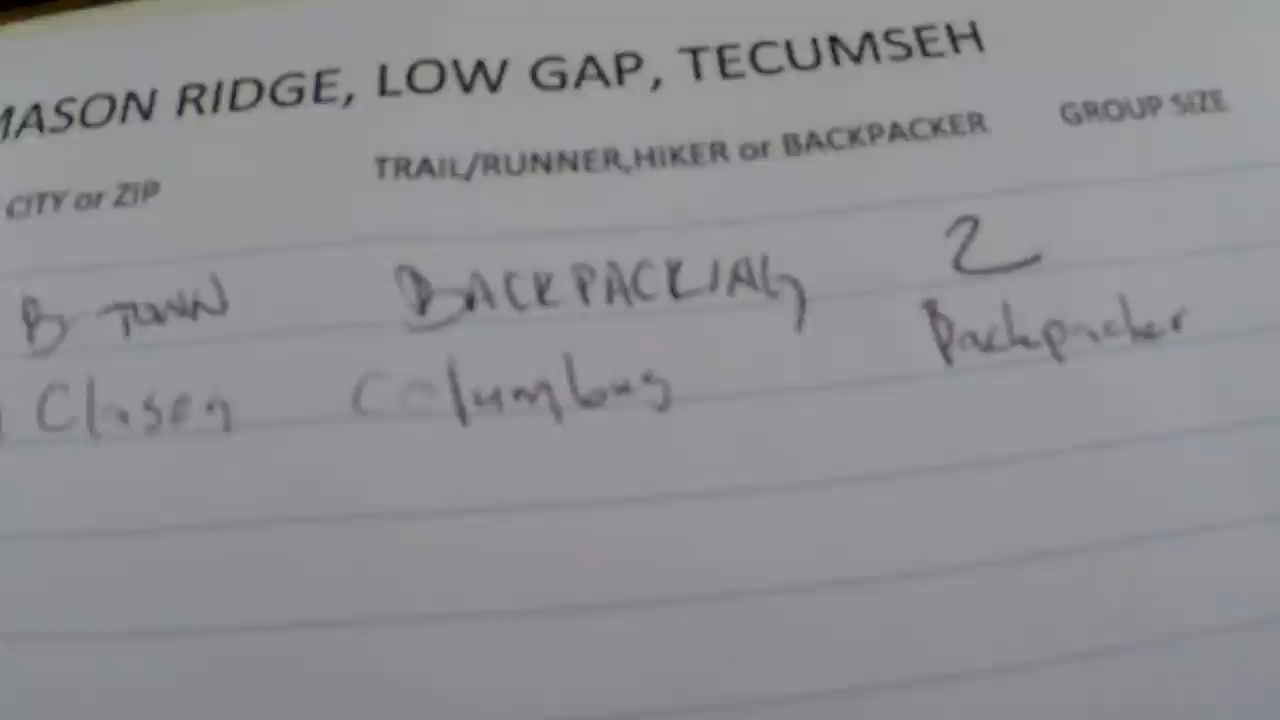 MASON RIDGE, LOW GAP, TECUMSEH
CITY or ZIP TRAIL/RUNNER,HIKER or BACKPACKER GROUP SIZE
B TOWN BACKPACKING 2
Columbus Backpacker